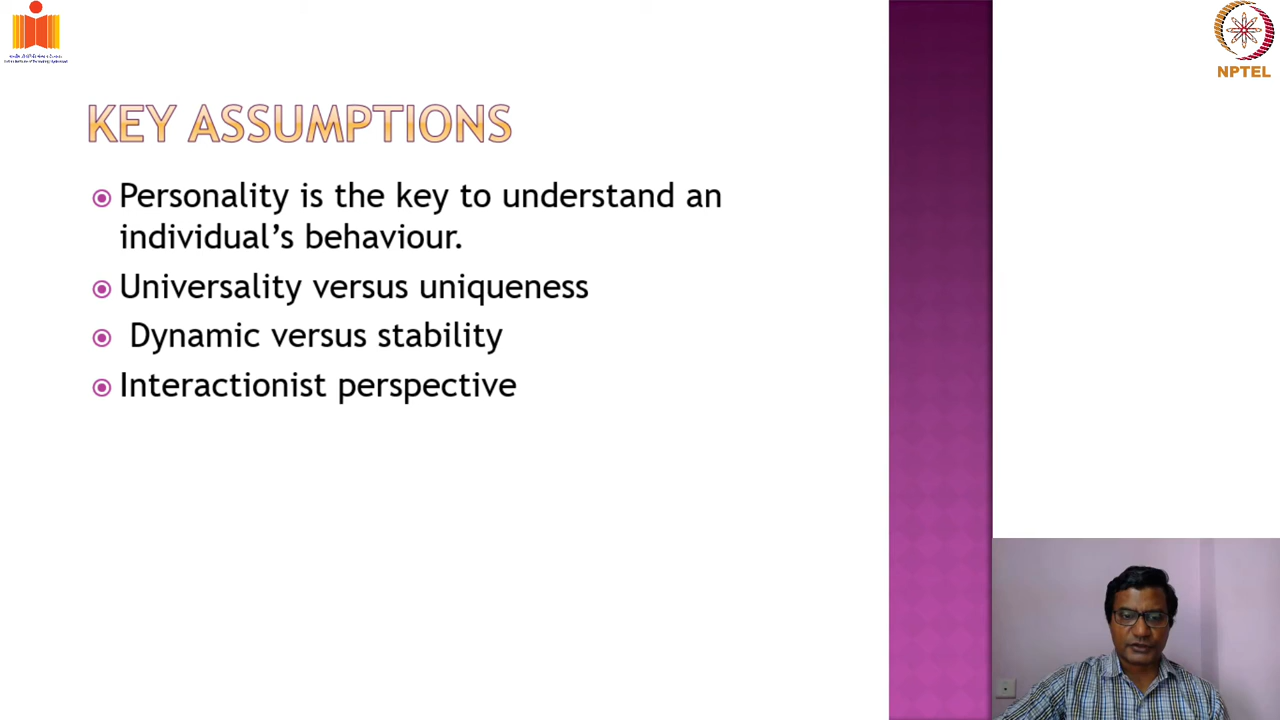 NPTEL
KEY ASSUMPTIONS
Personality is the key to understand an
individual's behaviour.
Universality versus uniqueness
Dynamic versus stability
Interactionist perspective